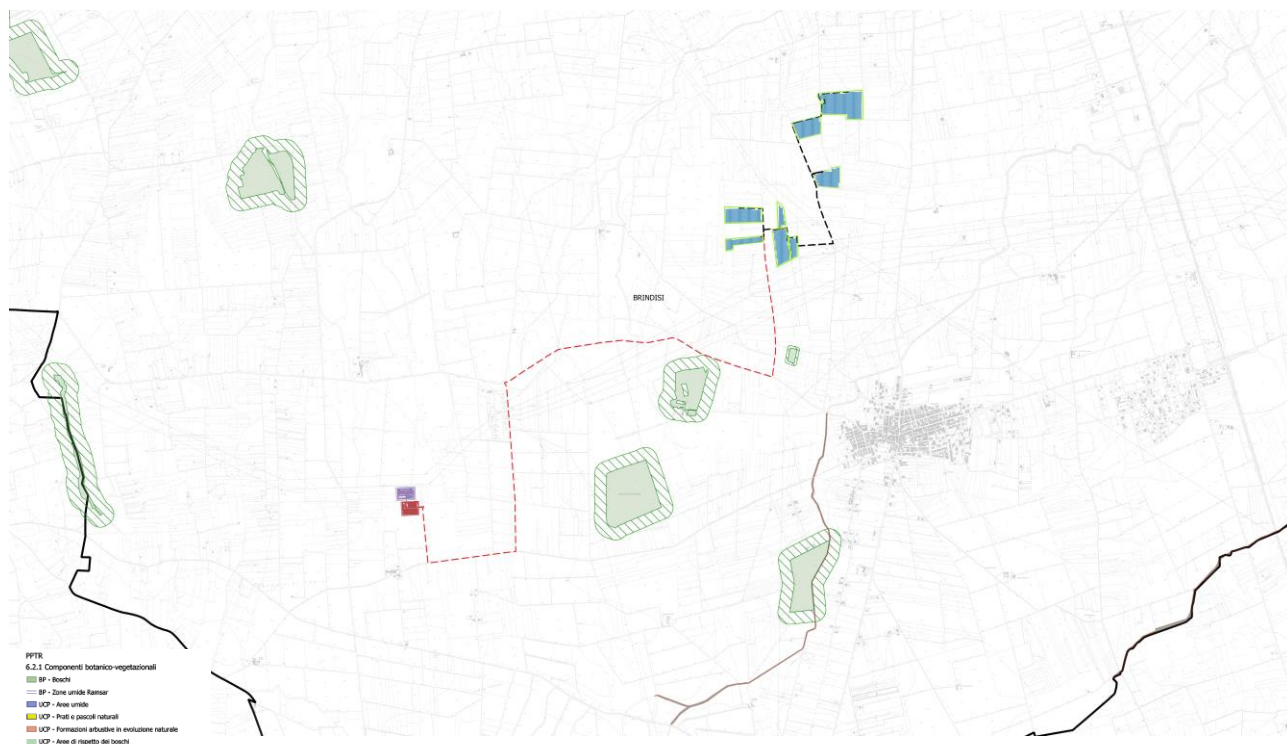 BRINDISI
PPTR
6.2.1 Componenti botanico-vegetazionali
BP - Boschi
BP - Zone umide Ramsar
UCP - Aree umide
UCP - Prati e pascoli naturali
UCP - Formazioni arbustive in evoluzione naturale
UCP - Aree di rispetto dei boschi